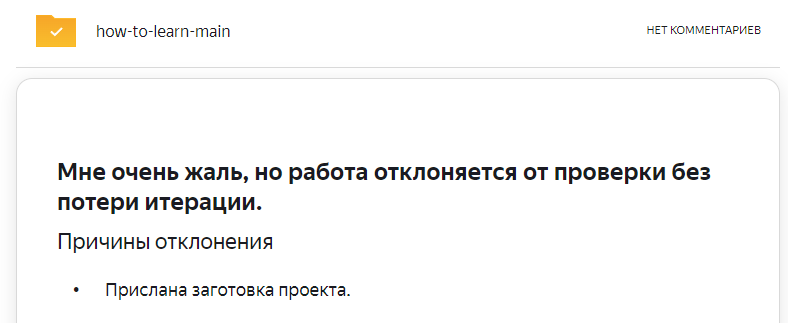 how-to-learn-main
НЕТ КОММЕНТАРИЕВ
Мне очень жаль, но работа отклоняется от проверки без
потери итерации.
Причины отклонения
• Прислана заготовка проекта.